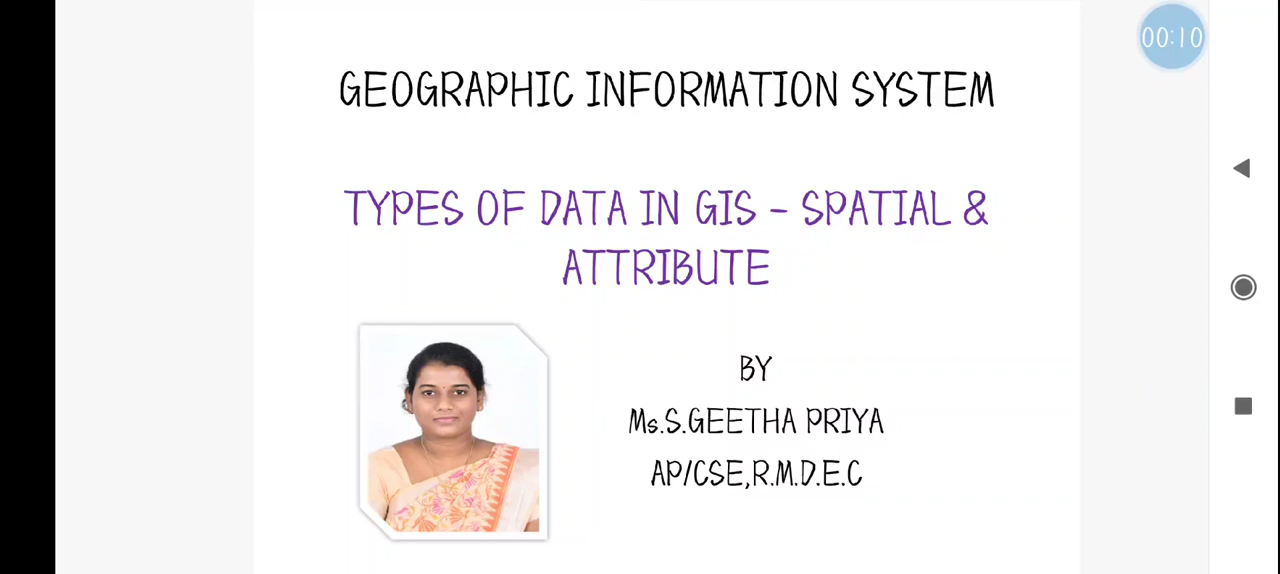 00:10
GEOGRAPHIC INFORMATION SYSTEM
TYPES OF DATA IN GIS - SPATIAL &
ATTRIBUTE
BY
Ms.S.GEETHA PRIYA
AP/CSE,R.M.D.E.C